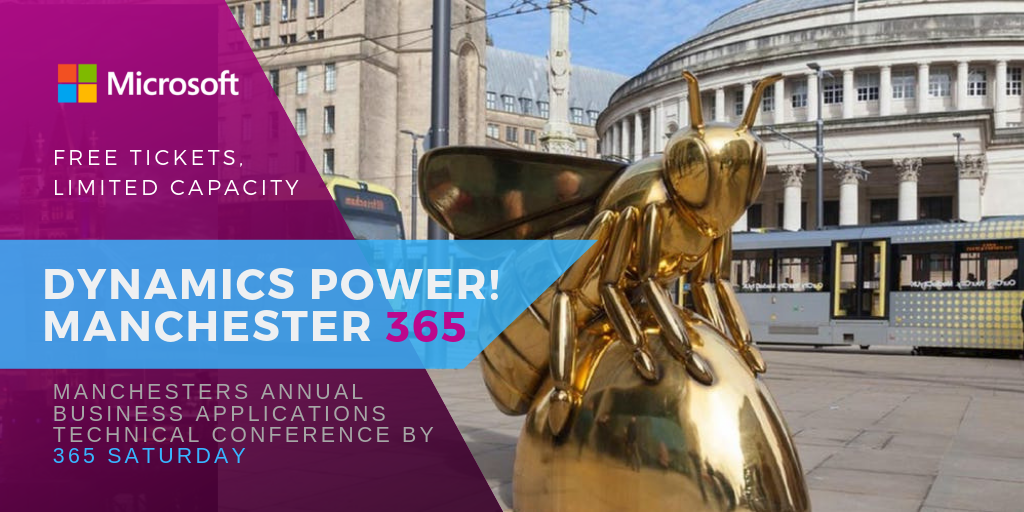 Microsoft
FREE TICKETS,
LIMITED CAPACITY
DYNAMICS POWER!
MANCHESTER 365
MANCHESTERS ANNUAL
BUSINESS APPLICATIONS
TECHNICAL CONFERENCE BY
365 SATURDAY